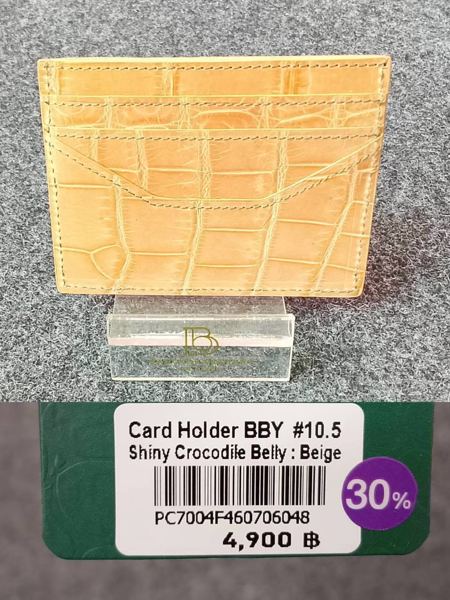 B
Card Holder BBY #10.5
Shiny Crocodile Belly : Beige
PC7004F460706048
4,900 ฿
30%